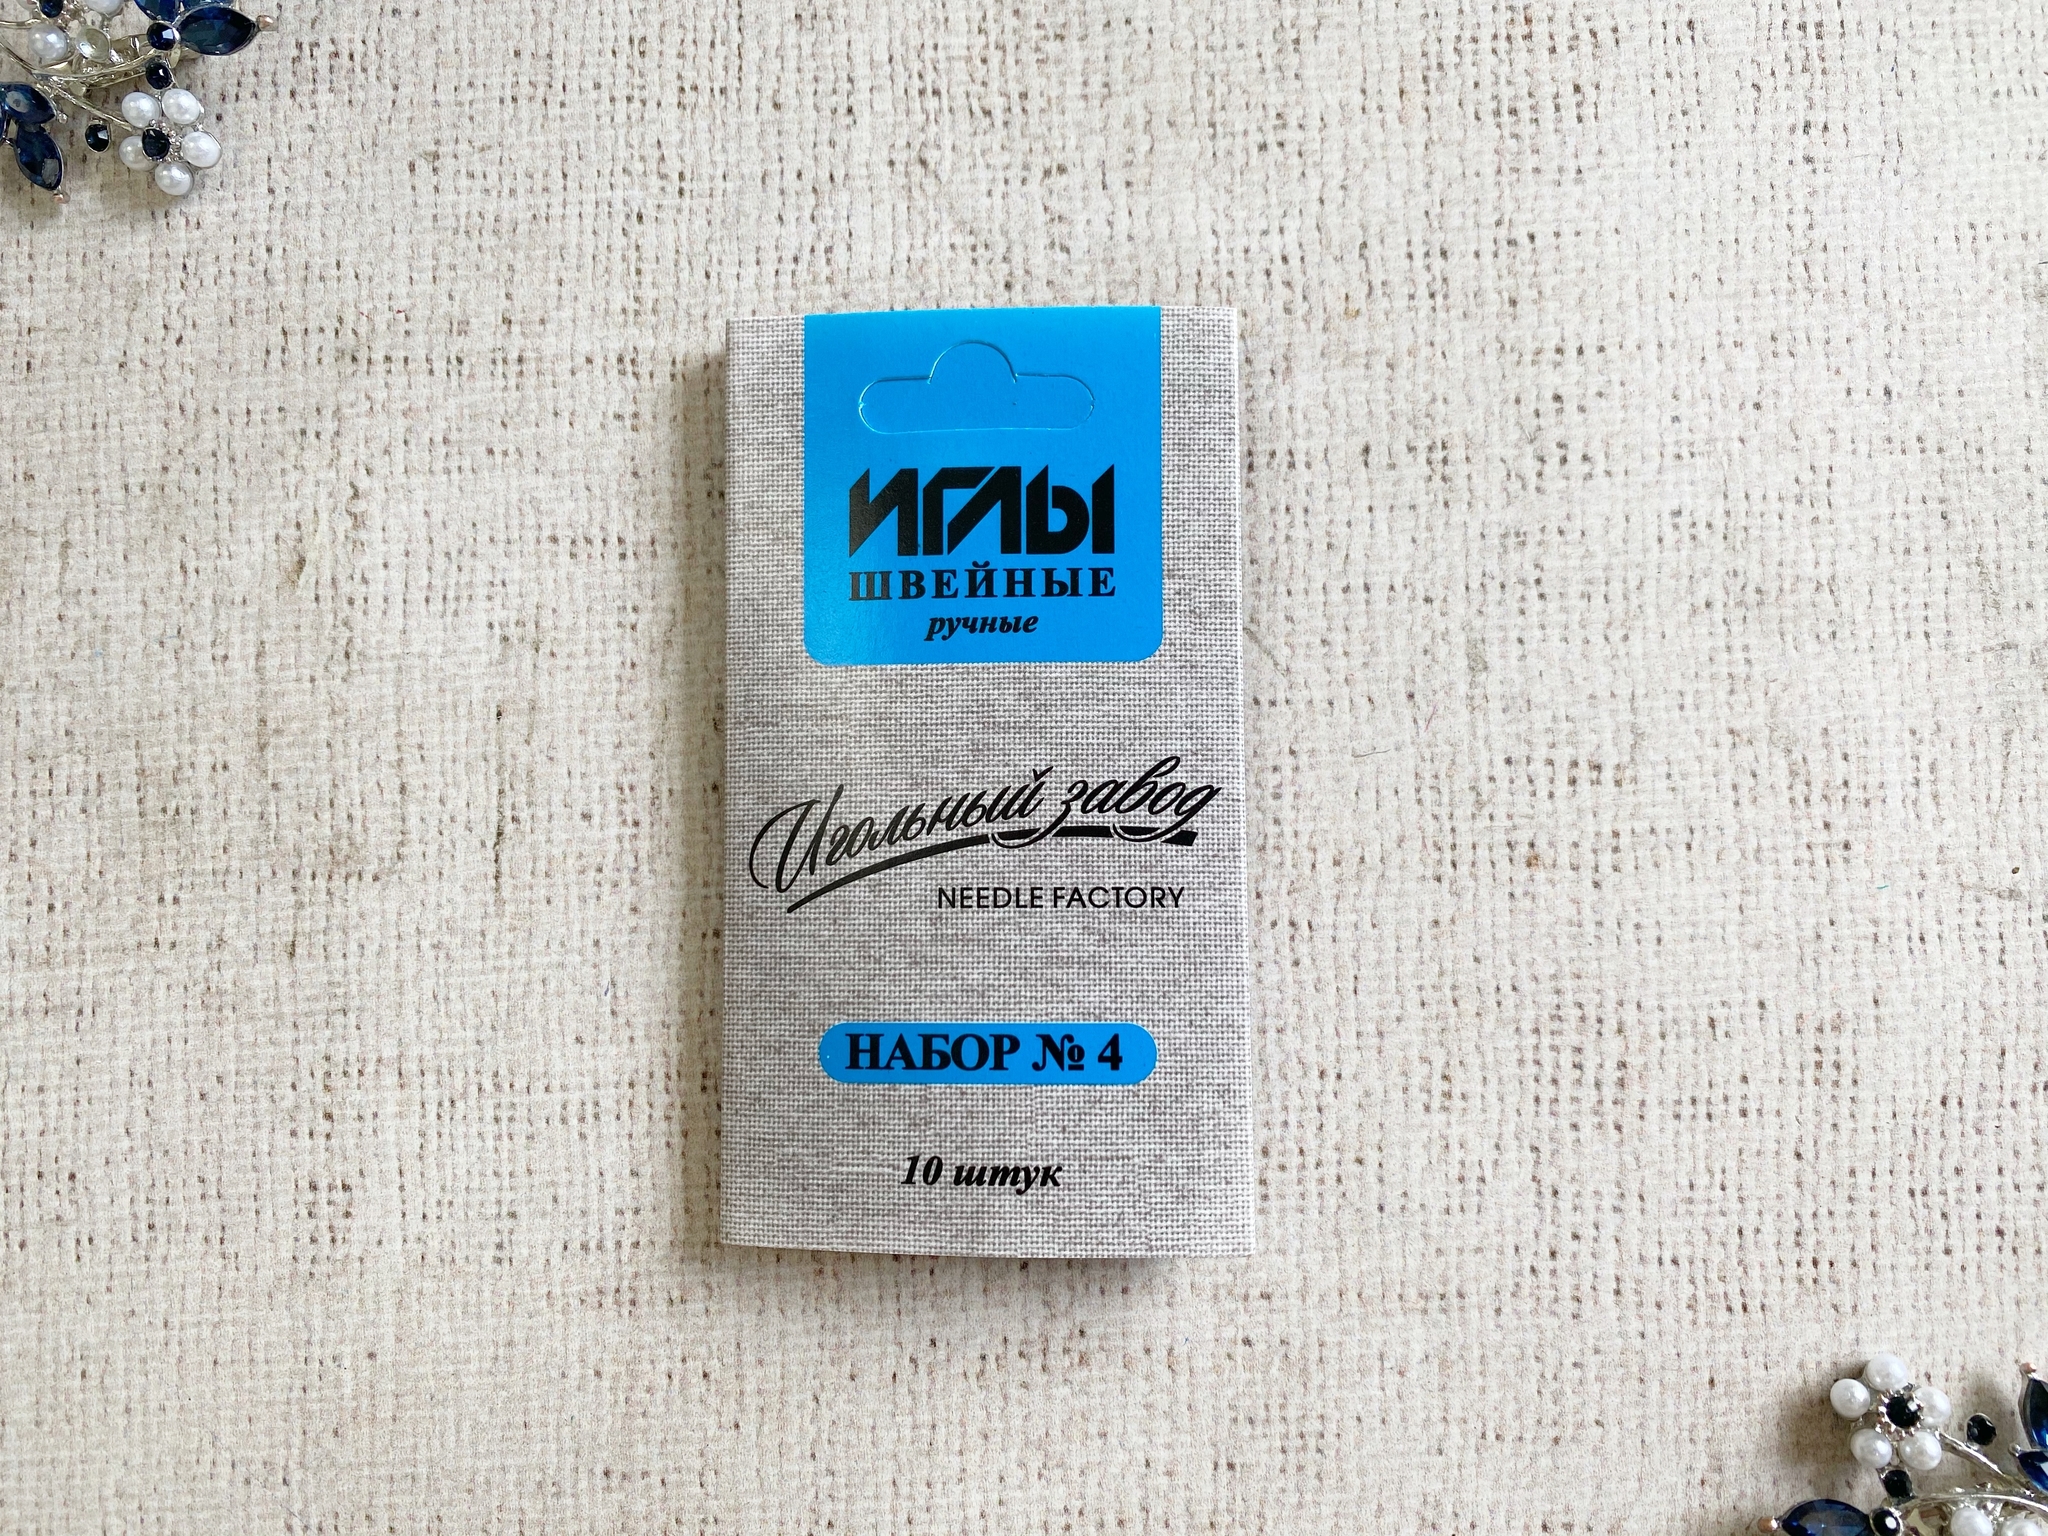 ИГЛЫ
ШВЕЙНЫЕ
ручные
Игольный завод
NEEDLE FACTORY
НАБОР № 4
10 штук